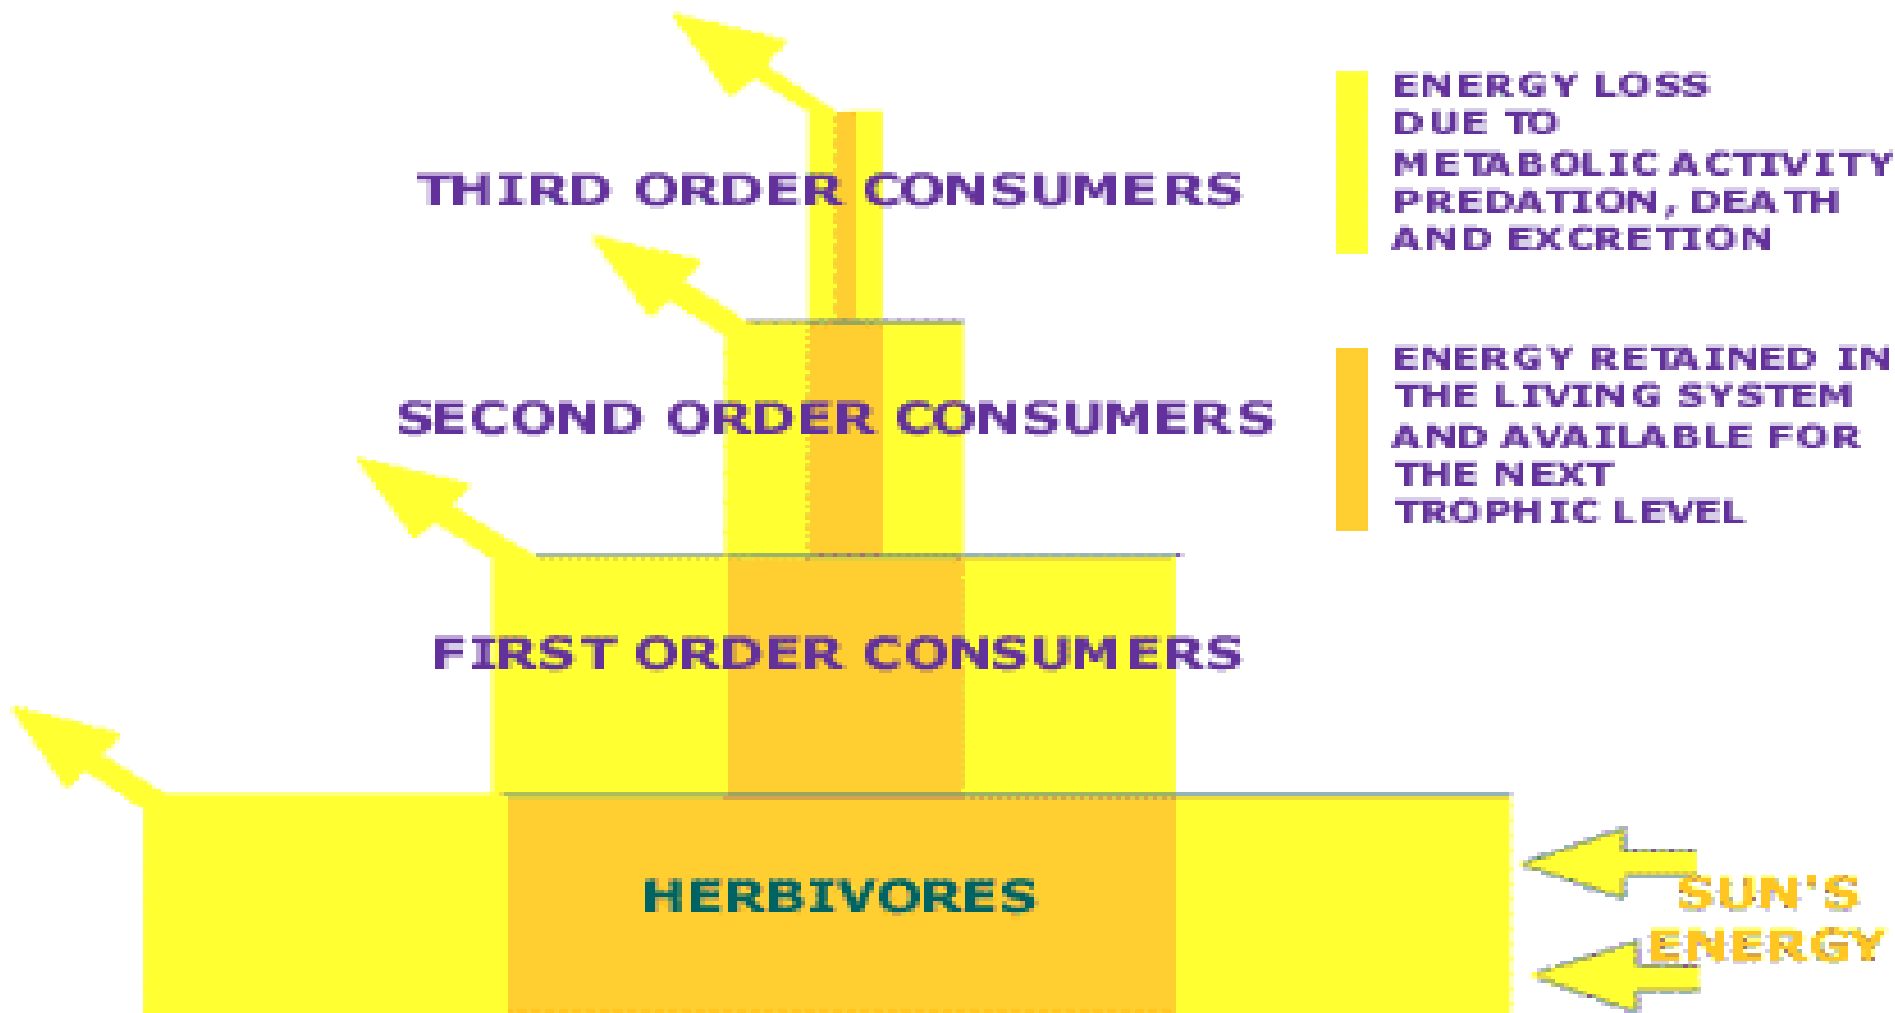 ENERGY LOSS
DUE TO
METABOLIC ACTIVITY
PREDATION, DEATH
AND EXCRETION
THIRD ORDER CONSUMERS
ENERGY RETAINED IN
THE LIVING SYSTEM
AND AVAILABLE FOR
THE NEXT
TROPHIC LEVEL
SECOND ORDER CONSUMERS
FIRST ORDER CONSUMERS
HERBIVORES
SUN'S
ENERGY